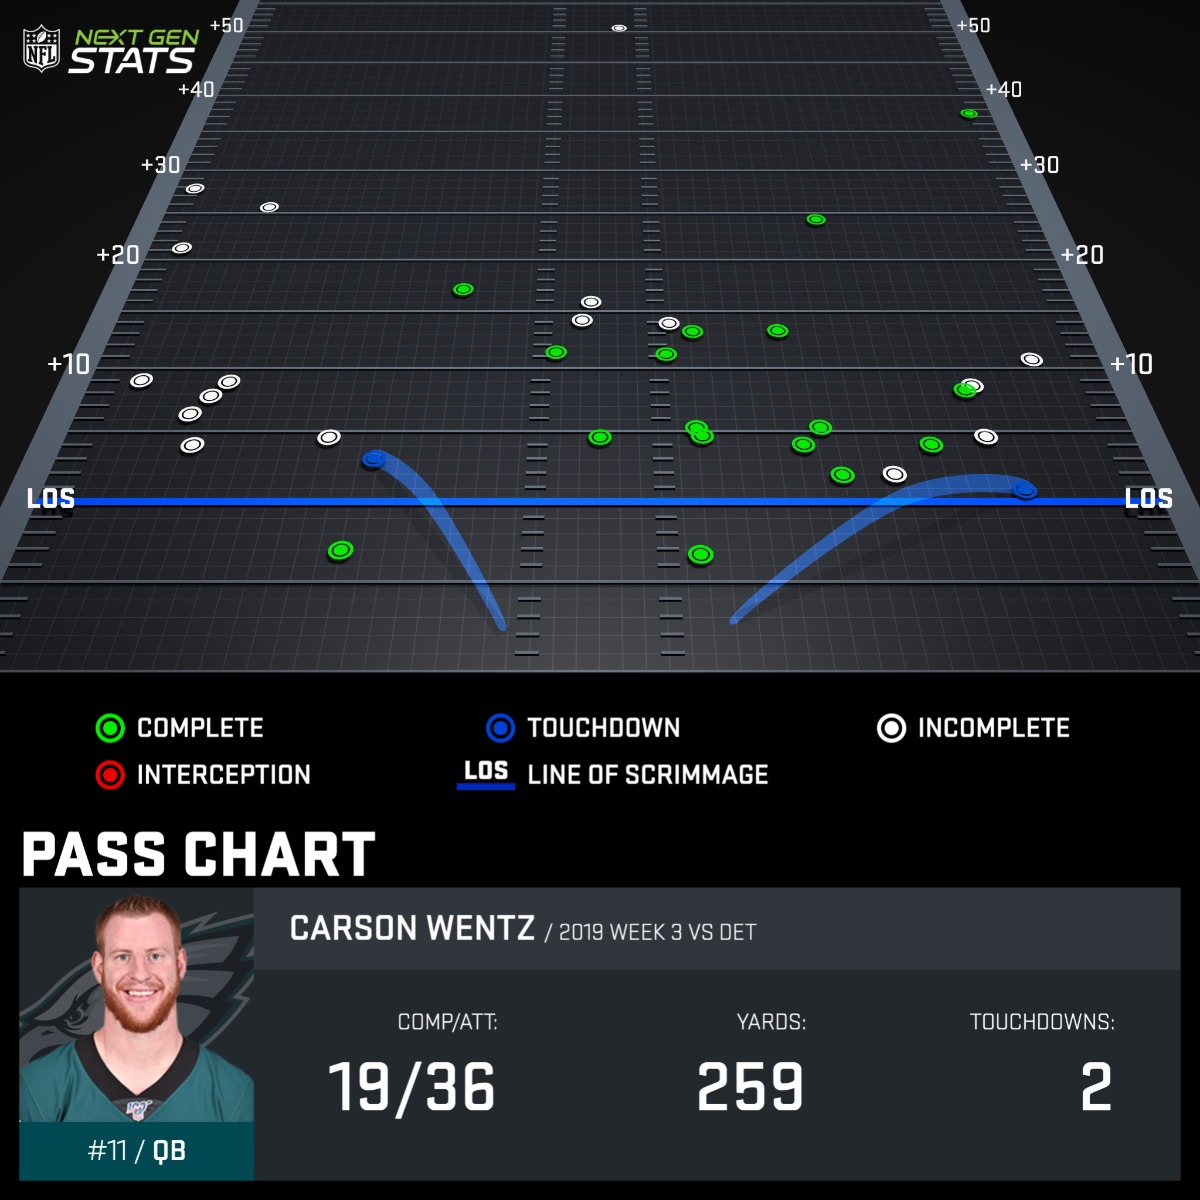 NFL NEXT GEN
STATS
+50 +50
+40 +40
+30 +30
+20 +20
+10 +10
LOS LOS
COMPLETE TOUCHDOWN INCOMPLETE
INTERCEPTION LOS LINE OF SCRIMMAGE
PASS CHART
CARSON WENTZ / 2019 WEEK 3 VS DET
COMP/ATT: YARDS: TOUCHDOWNS:
19/36 259 2
#11 / QB